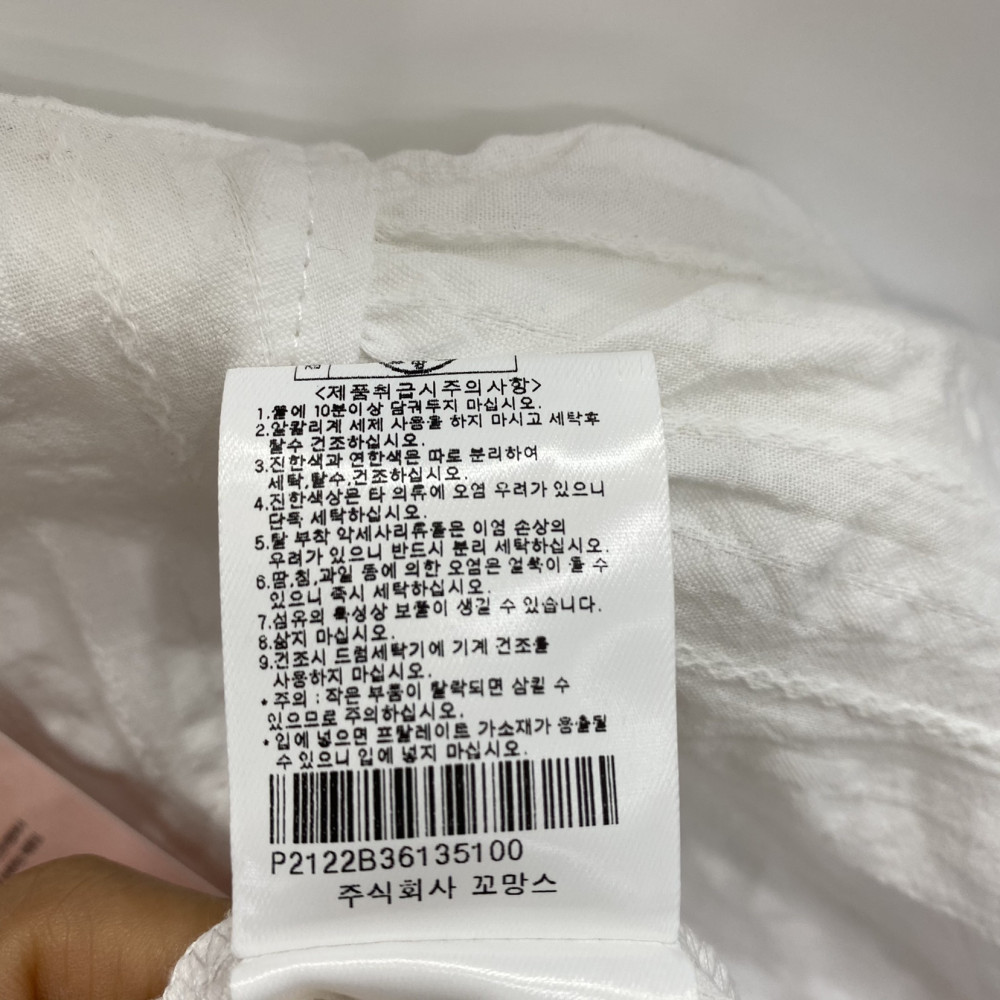 <제품취급시주의사항>
1.물에 10분이상 담궈두지 마십시오.
2.알칼리계 세제 사용을 하지 마시고 세탁후
탈수 건조하십시오.
3.진한색과 연한색은 따로 분리하여
세탁,탈수,건조하십시오.
4.진한색상은 타 의류에 오염 우려가 있으니
단독 세탁하십시오.
5.탈 부착 악세사리류들은 이염 손상의
우려가 있으니 반드시 분리 세탁하십시오.
6.땀,침,과일 등에 의한 오염은 얼룩이 될 수
있으니 즉시 세탁하십시오.
7.섬유의 특성상 보풀이 생길 수 있습니다.
8.삶지 마십시오.
9.건조시 드럼세탁기에 기계 건조를
사용하지 마십시오.
*주의 : 작은 부품이 탈락되면 삼킬 수
있으므로 주의하십시오.
*입에 넣으면 프탈레이트 가소재가 용출될
수 있으니 입에 넣지 마십시오.
P2122B36135100
주식회사 꼬망스